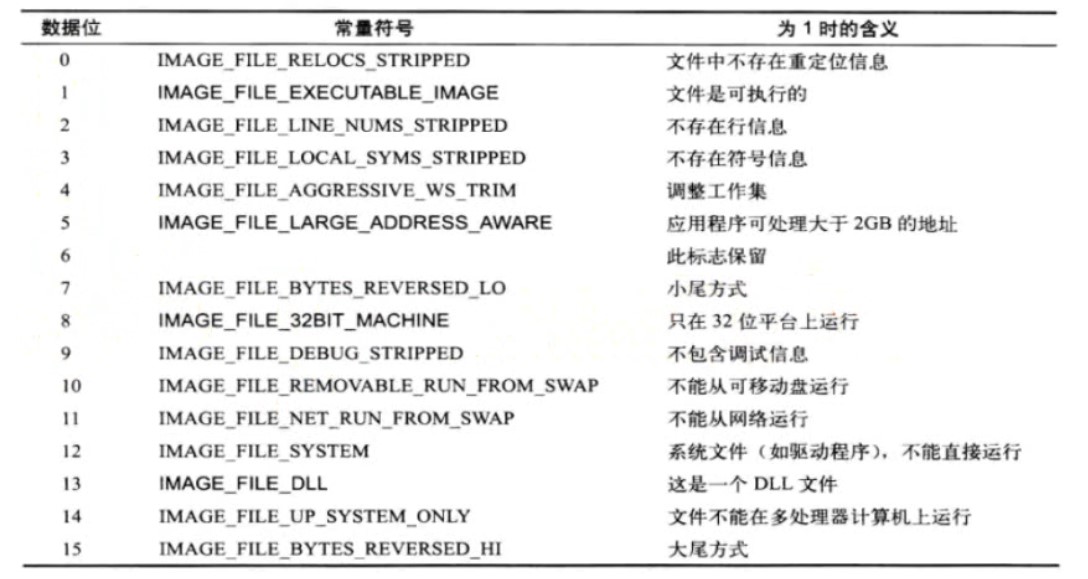 数据位 常量符号 为 1 时的含义
0 IMAGE_FILE_RELOCS_STRIPPED 文件中不存在重定位信息
1 IMAGE_FILE_EXECUTABLE_IMAGE 文件是可执行的
2 IMAGE_FILE_LINE_NUMS_STRIPPED 不存在行信息
3 IMAGE_FILE_LOCAL_SYMS_STRIPPED 不存在符号信息
4 IMAGE_FILE_AGGRESSIVE_WS_TRIM 调整工作集
5 IMAGE_FILE_LARGE_ADDRESS_AWARE 应用程序可处理大于 2GB 的地址
6 此标志保留
7 IMAGE_FILE_BYTES_REVERSED_LO 小尾方式
8 IMAGE_FILE_32BIT_MACHINE 只在 32 位平台上运行
9 IMAGE_FILE_DEBUG_STRIPPED 不包含调试信息
10 IMAGE_FILE_REMOVABLE_RUN_FROM_SWAP 不能从可移动盘运行
11 IMAGE_FILE_NET_RUN_FROM_SWAP 不能从网络运行
12 IMAGE_FILE_SYSTEM 系统文件（如驱动程序），不能直接运行
13 IMAGE_FILE_DLL 这是一个 DLL 文件
14 IMAGE_FILE_UP_SYSTEM_ONLY 文件不能在多处理器计算机上运行
15 IMAGE_FILE_BYTES_REVERSED_HI 大尾方式